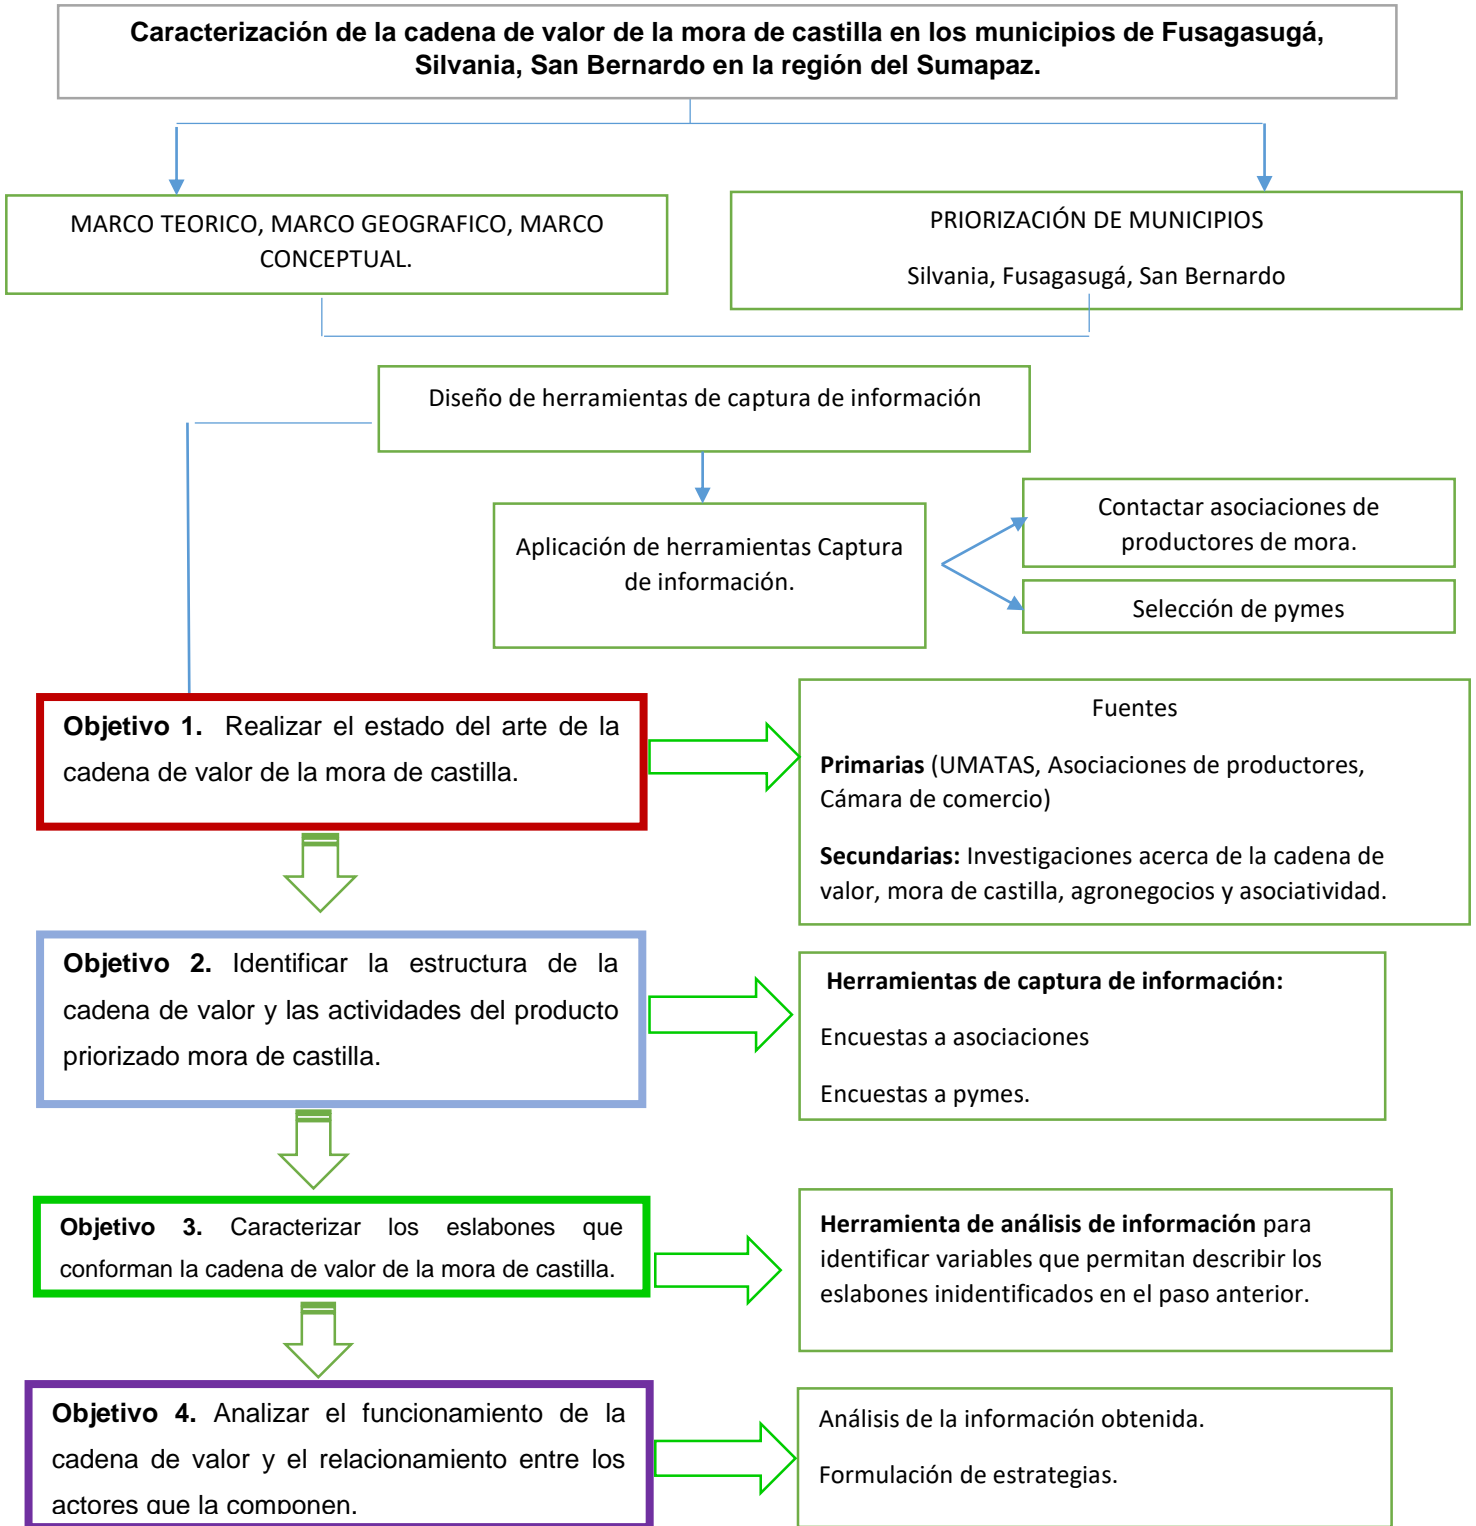 Caracterización de la cadena de valor de la mora de castilla en los municipios de Fusagasugá,
Silvania, San Bernardo en la región del Sumapaz.
MARCO TEORICO, MARCO GEOGRAFICO, MARCO
CONCEPTUAL.
PRIORIZACIÓN DE MUNICIPIOS
Silvania, Fusagasugá, San Bernardo
Diseño de herramientas de captura de información
Aplicación de herramientas Captura
de información.
Contactar asociaciones de
productores de mora.
Selección de pymes
Objetivo 1. Realizar el estado del arte de la
cadena de valor de la mora de castilla.
Fuentes
Primarias (UMATAS, Asociaciones de productores,
Cámara de comercio)
Secundarias: Investigaciones acerca de la cadena de
valor, mora de castilla, agronegocios y asociatividad.
Objetivo 2. Identificar la estructura de la
cadena de valor y las actividades del producto
priorizado mora de castilla.
Herramientas de captura de información:
Encuestas a asociaciones
Encuestas a pymes.
Objetivo 3. Caracterizar los eslabones que
conforman la cadena de valor de la mora de castilla.
Herramienta de análisis de información para
identificar variables que permitan describir los
eslabones inidentificados en el paso anterior.
Objetivo 4. Analizar el funcionamiento de la
cadena de valor y el relacionamiento entre los
actores que la componen.
Análisis de la información obtenida.
Formulación de estrategias.